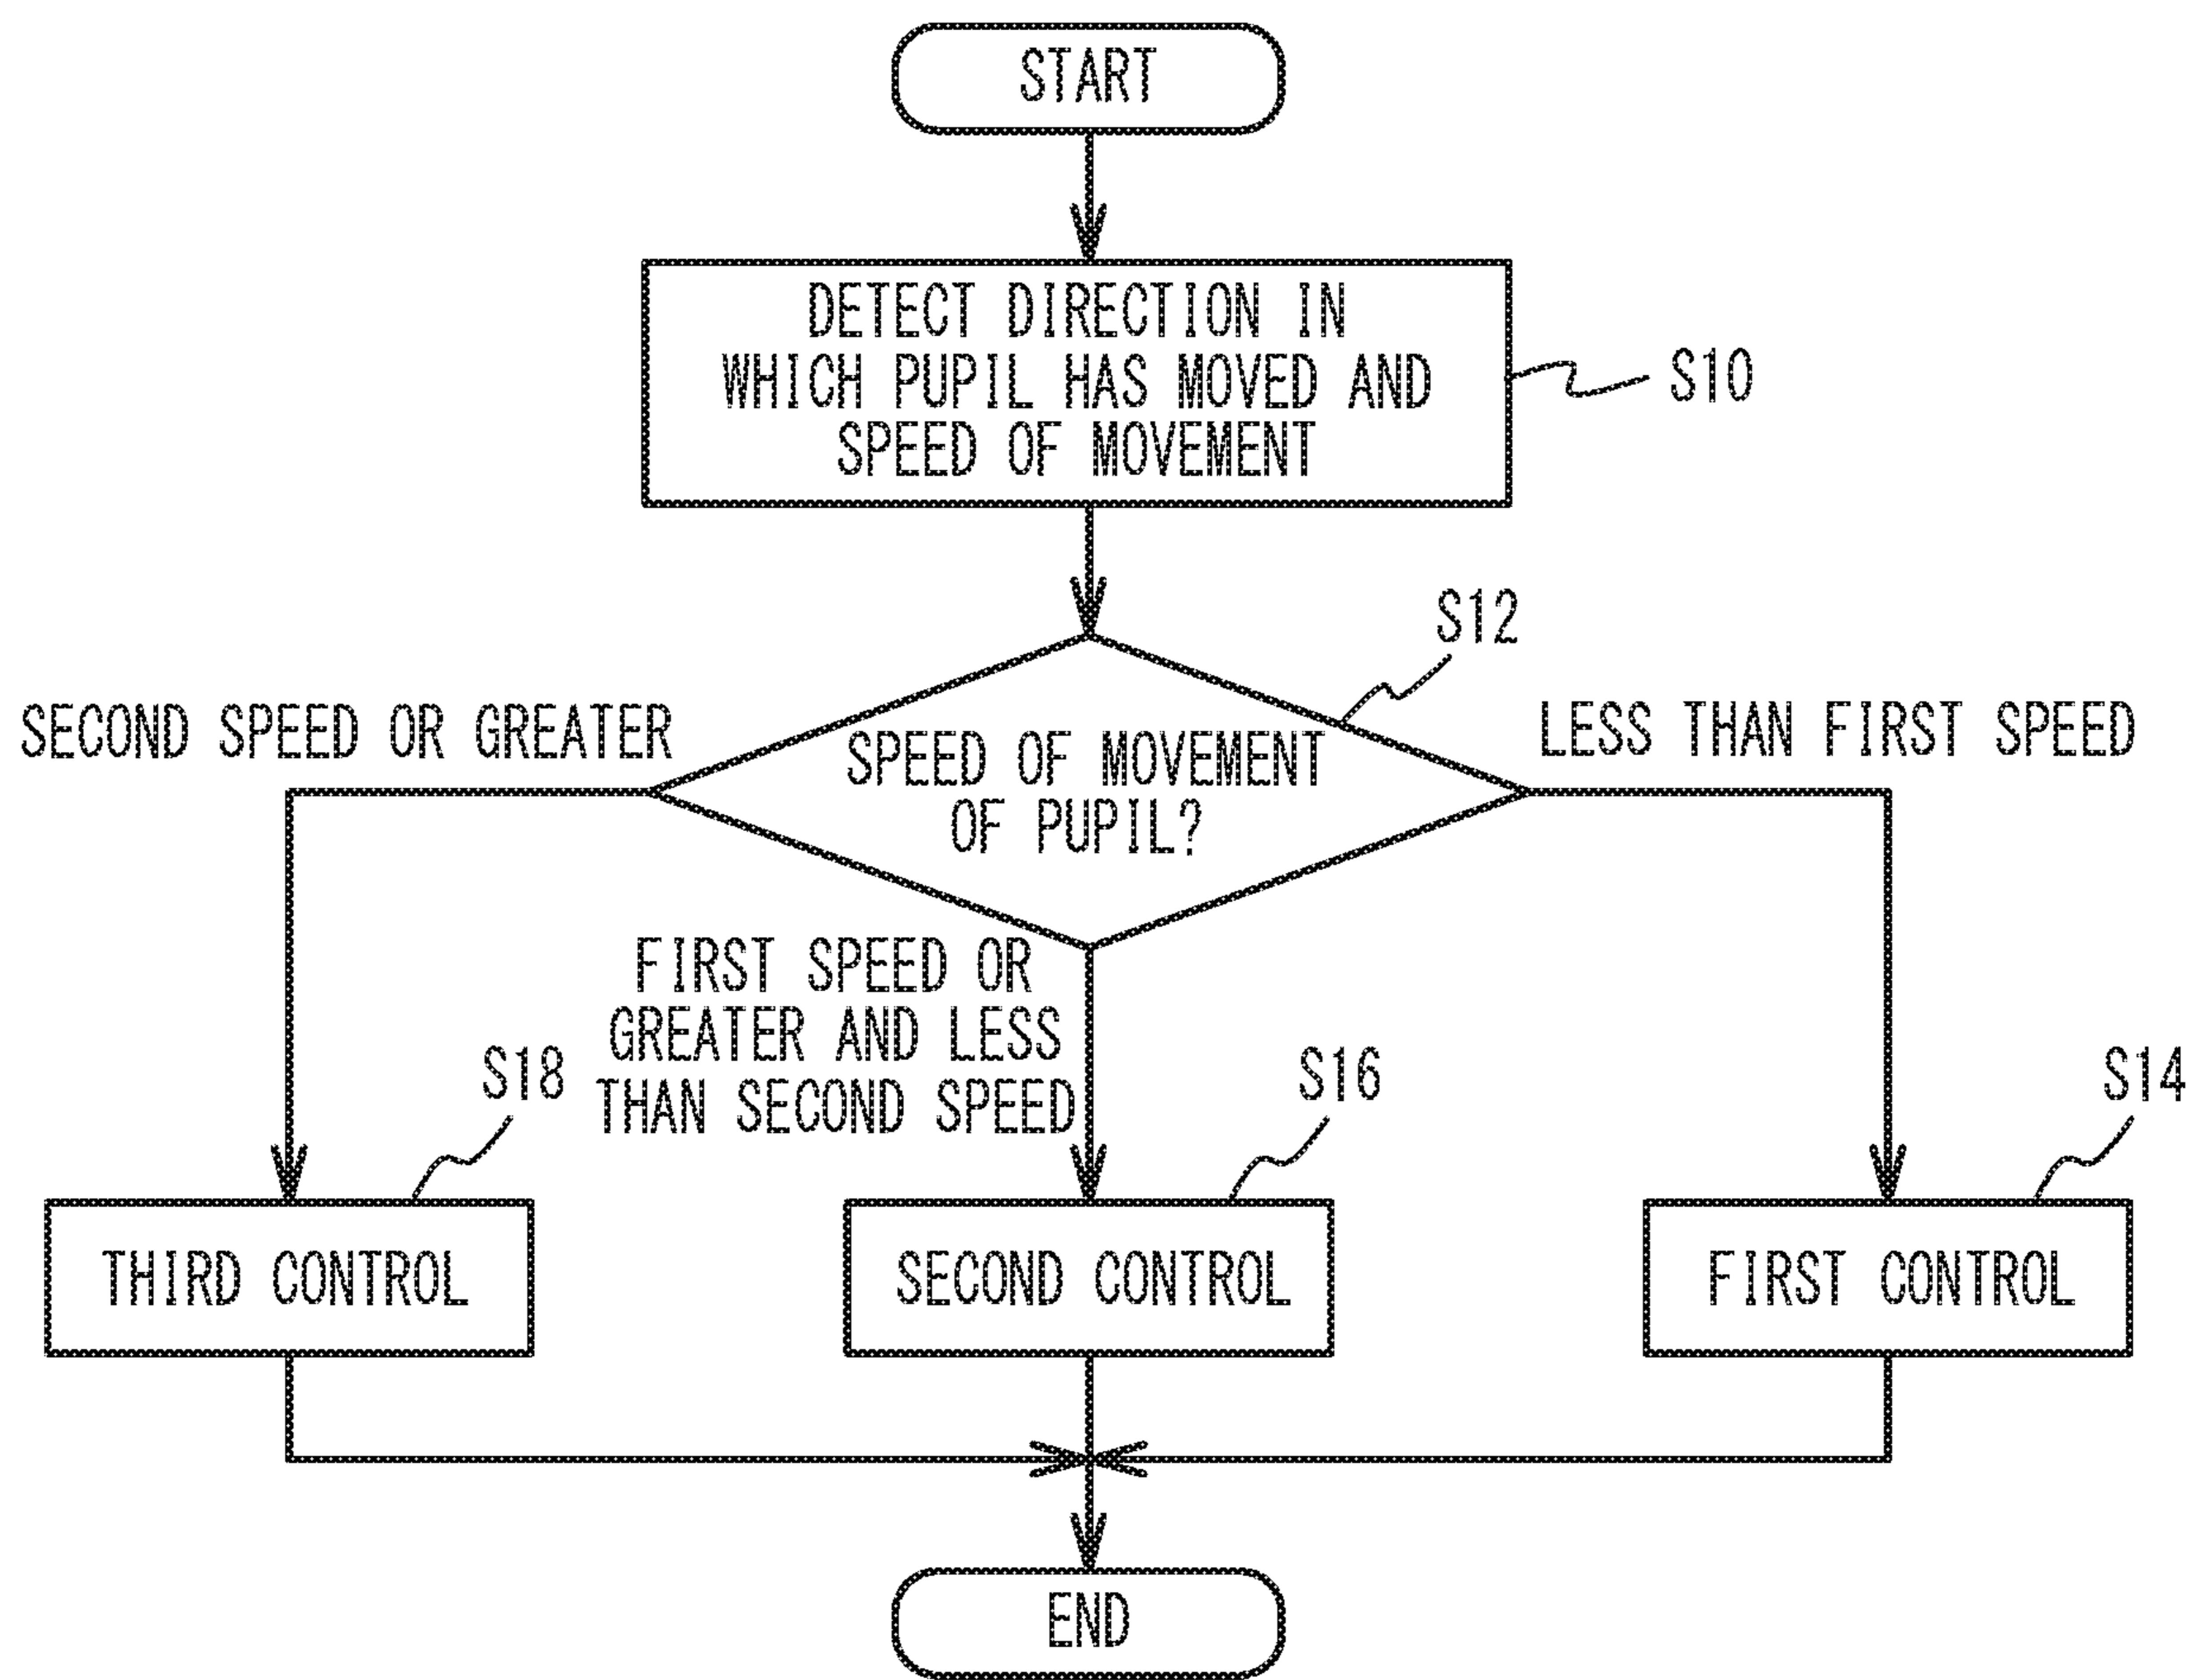 START
DETECT DIRECTION IN
WHICH PUPIL HAS MOVED AND
SPEED OF MOVEMENT
S10
S12
SECOND SPEED OR GREATER
SPEED OF MOVEMENT
OF PUPIL?
LESS THAN FIRST SPEED
FIRST SPEED OR
GREATER AND LESS
THAN SECOND SPEED
S18
S16
S14
THIRD CONTROL
SECOND CONTROL
FIRST CONTROL
END